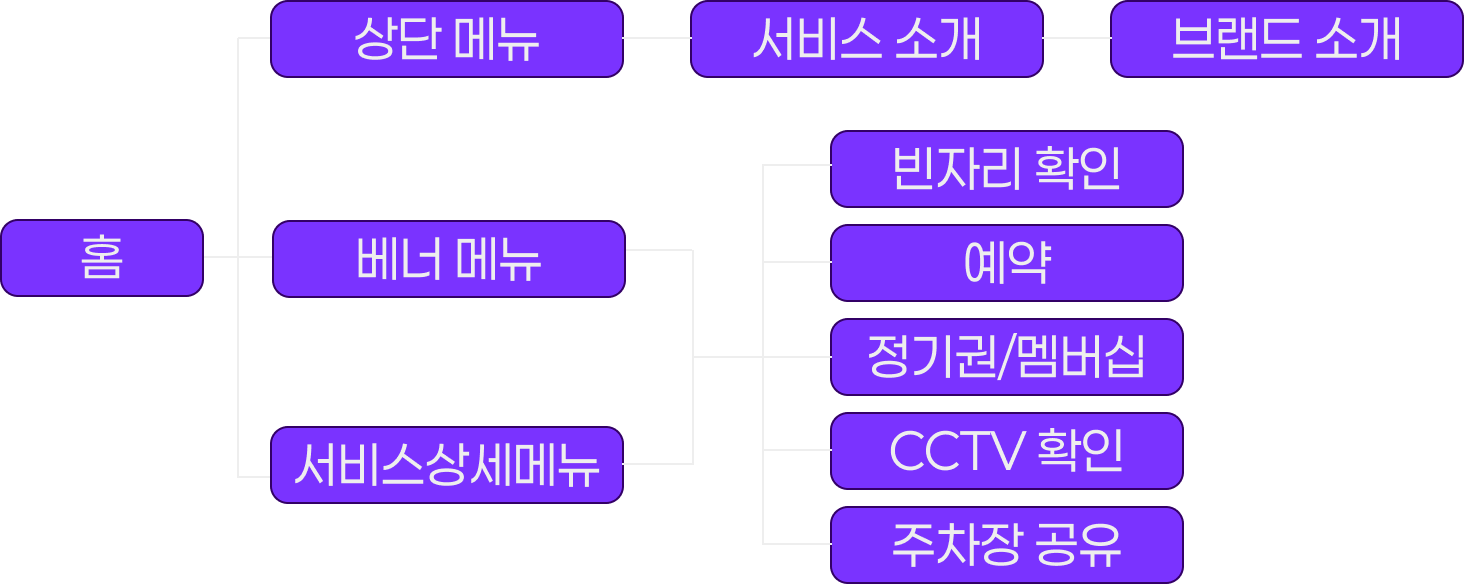 상단 메뉴
서비스 소개
브랜드 소개
빈자리 확인
홈
베너 메뉴
예약
정기권/멤버십
서비스상세메뉴
CCTV 확인
주차장 공유